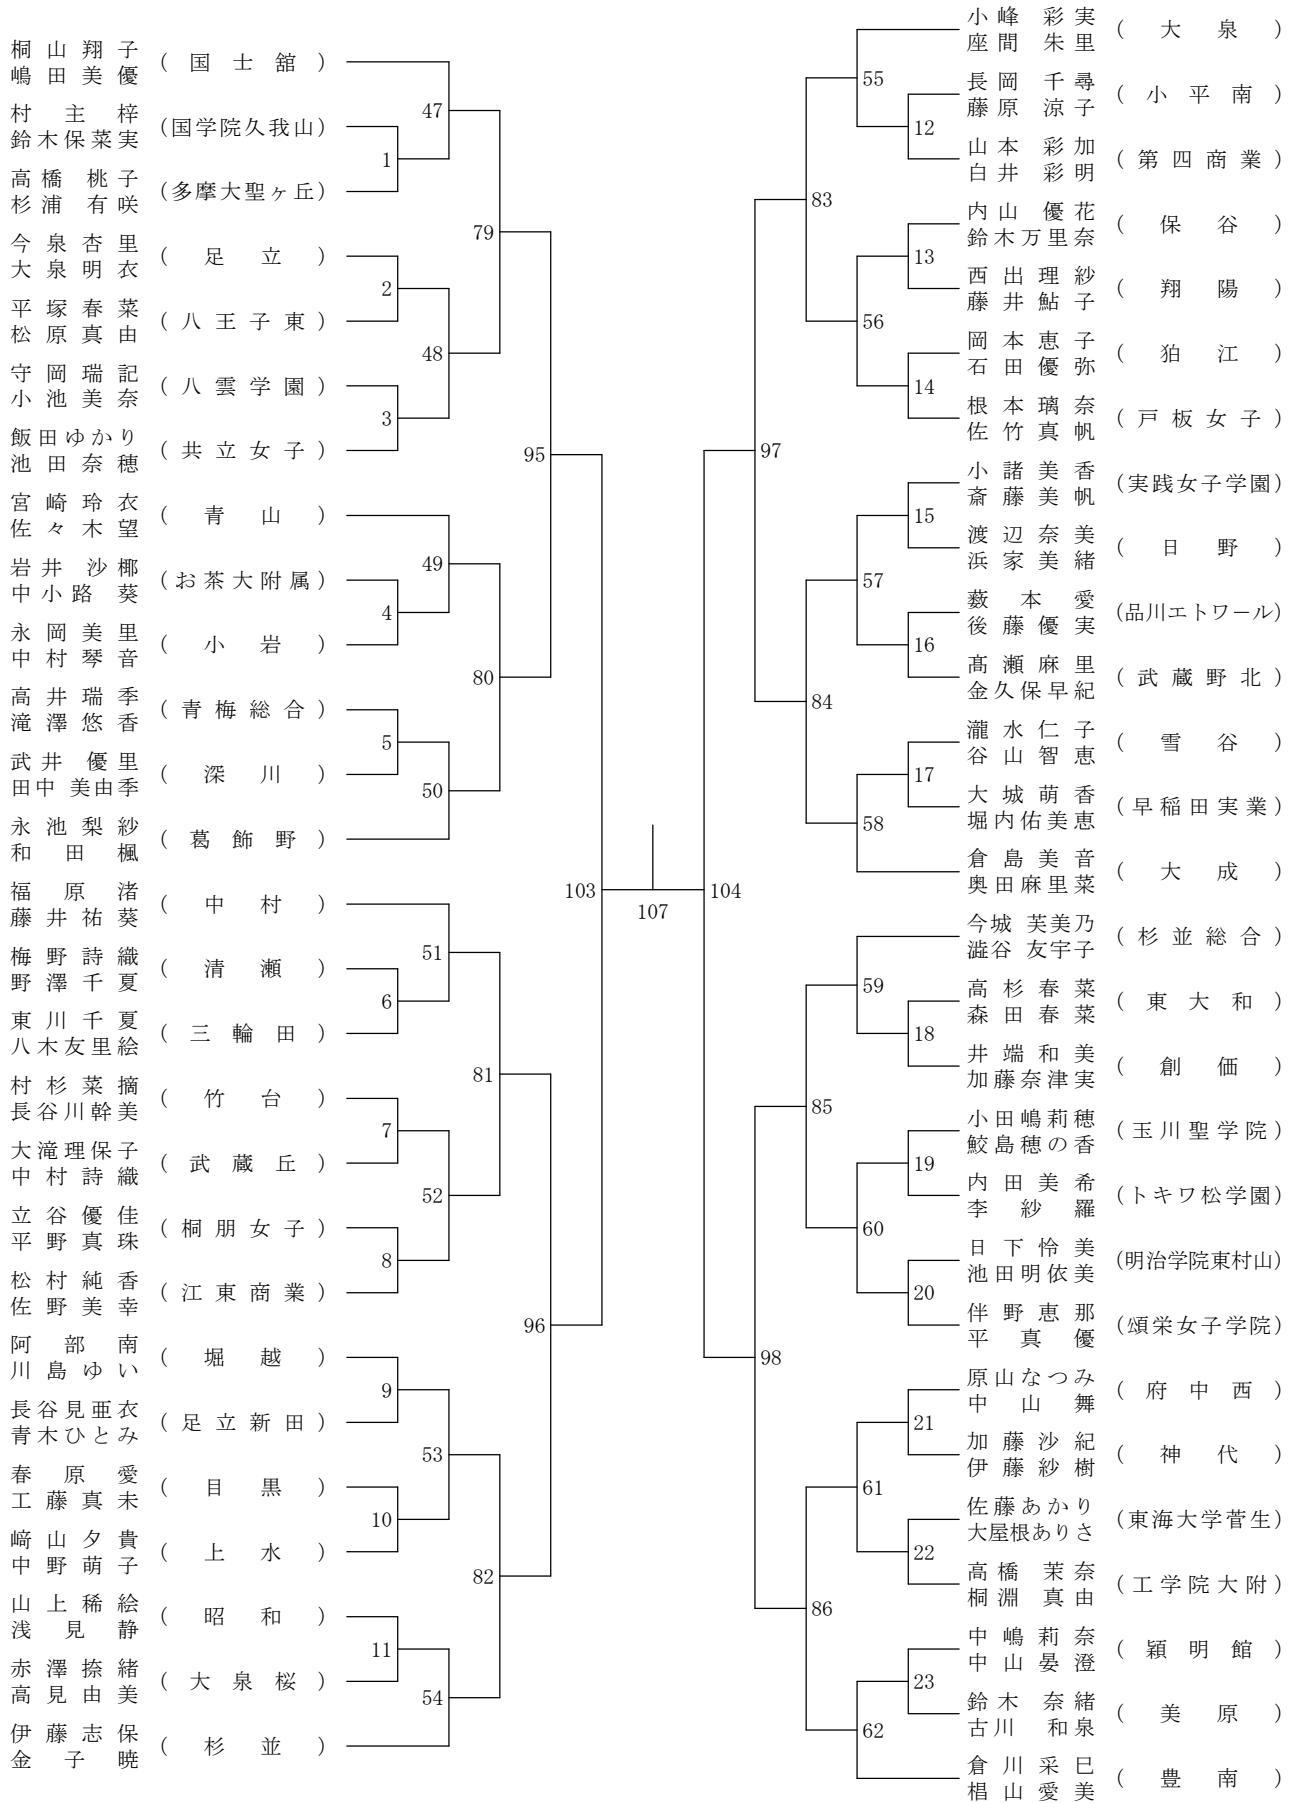 桐山翔子
嶋田美優
(国士舘)
村主梓
鈴木保菜実
(国学院久我山)
高橋 桃子
杉浦 有咲
(多摩大聖ヶ丘)
今泉杏里
大泉明衣
(足立)
平塚春菜
松原真由
(八王子東)
守岡瑞記
小池美奈
(八雲学園)
飯田ゆかり
池田奈穂
(共立女子)
宮崎玲衣
佐々木望
(青山)
岩井 沙椰
中小路 葵
(お茶大附属)
永岡美里
中村琴音
(小岩)
高井瑞季
滝澤悠香
(青梅総合)
武井 優里
田中 美由季
(深川)
永池梨紗
和田楓
(葛飾野)
福原渚
藤井祐葵
(中村)
梅野詩織
野澤千夏
(清瀬)
東川千夏
八木友里絵
(三輪田)
村杉菜摘
長谷川幹美
(竹台)
大滝理保子
中村詩織
(武蔵丘)
立谷優佳
平野真珠
(桐朋女子)
松村純香
佐野美幸
(江東商業)
阿部南
川島ゆい
(堀越)
長谷見亜衣
青木ひとみ
(足立新田)
春原愛
工藤真未
(目黒)
﨑山夕貴
中野萌子
(上水)
山上稀絵
浅見静
(昭和)
赤澤捺緒
高見由美
(大泉桜)
伊藤志保
金子暁
(杉並)
1
2
3
4
5
6
7
8
9
10
11
47
48
49
50
51
52
53
54
79
80
81
82
95
96
103
107
104
97
98
83
84
85
86
55
56
57
58
59
60
61
62
12
13
14
15
16
17
18
19
20
21
22
23
小峰 彩実
座間 朱里
(大泉)
長岡 千尋
藤原 涼子
(小平南)
山本 彩加
白井 彩明
(第四商業)
内山 優花
鈴木万里奈
(保谷)
西出理紗
藤井鮎子
(翔陽)
岡本恵子
石田優弥
(狛江)
根本璃奈
佐竹真帆
(戸板女子)
小諸美香
斎藤美帆
(実践女子学園)
渡辺奈美
浜家美緒
(日野)
薮本愛
後藤優実
(品川エトワール)
髙瀬麻里
金久保早紀
(武蔵野北)
瀧水仁子
谷山智恵
(雪谷)
大城萌香
堀内佑美恵
(早稲田実業)
倉島美音
奥田麻里菜
(大成)
今城 芙美乃
澁谷 友宇子
(杉並総合)
高杉春菜
森田春菜
(東大和)
井端和美
加藤奈津実
(創価)
小田嶋莉穂
鮫島穂の香
(玉川聖学院)
内田美希
李紗羅
(トキワ松学園)
日下怜美
池田明依美
(明治学院東村山)
伴野恵那
平真優
(頌栄女子学院)
原山なつみ
中山舞
(府中西)
加藤沙紀
伊藤紗樹
(神代)
佐藤あかり
大屋根ありさ
(東海大学菅生)
高橋 茉奈
桐淵 真由
(工学院大附)
中嶋莉奈
中山晏澄
(穎明館)
鈴木 奈緒
古川 和泉
(美原)
倉川采巳
椙山愛美
(豊南)